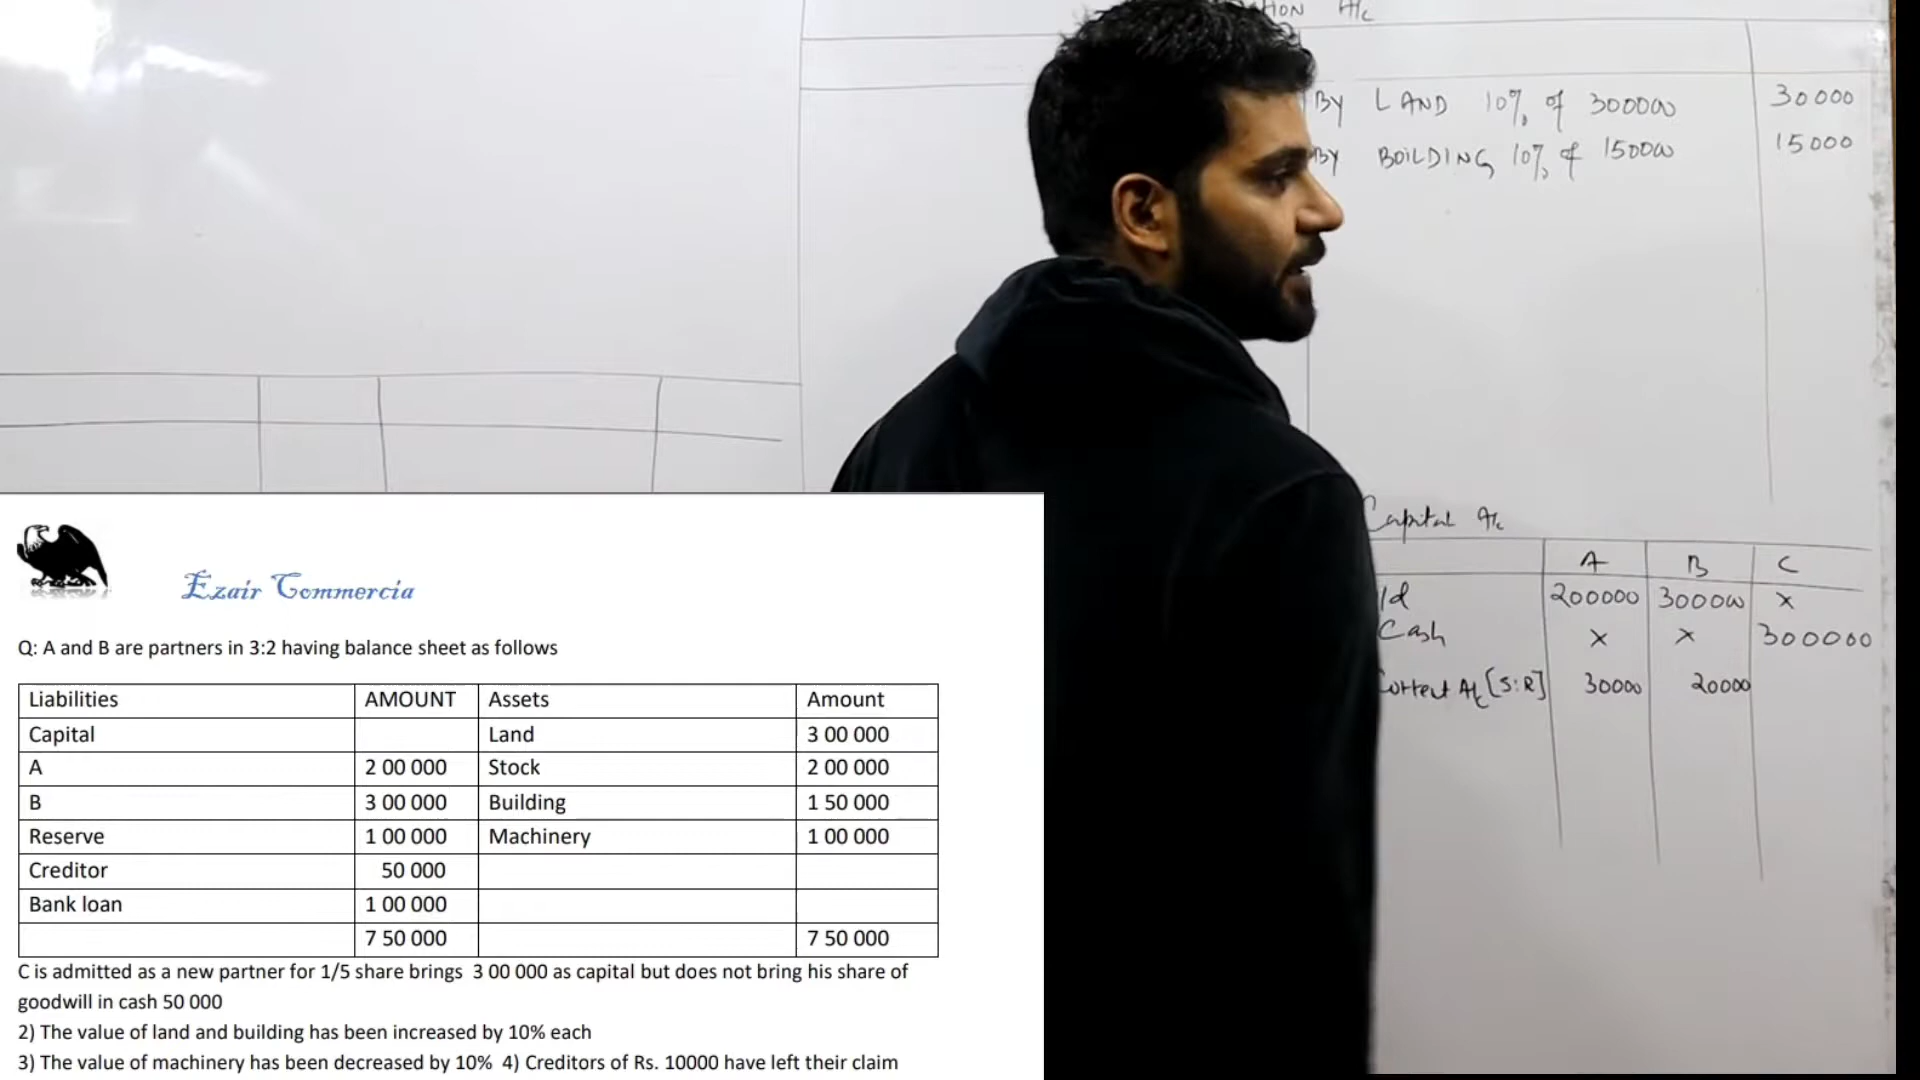 A/c
BY LAND 10% of 300000 30000
BY BOILDING 10% of 150000 15000
Capital A/c
A B C
/d 200000 300000 x
Cash x x 300000
A/c [S:R] 30000 20000
Ezair Commercia
Q: A and B are partners in 3:2 having balance sheet as follows
Liabilities AMOUNT Assets Amount
Capital Land 3 00 000
A 2 00 000 Stock 2 00 000
B 3 00 000 Building 1 50 000
Reserve 1 00 000 Machinery 1 00 000
Creditor 50 000
Bank loan 1 00 000
7 50 000 7 50 000
C is admitted as a new partner for 1/5 share brings 3 00 000 as capital but does not bring his share of
goodwill in cash 50 000
2) The value of land and building has been increased by 10% each
3) The value of machinery has been decreased by 10% 4) Creditors of Rs. 10000 have left their claim